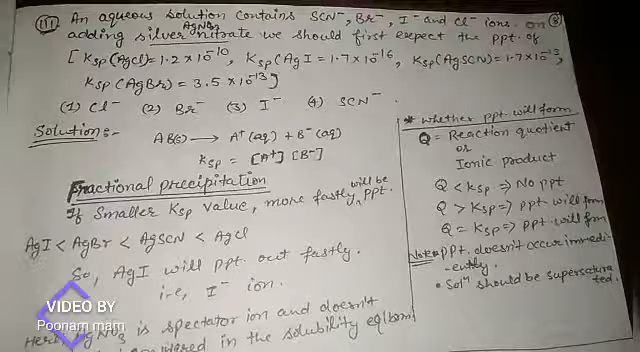 (iii) An aqueous solution contains SCN⁻, Br⁻, I⁻ and Cl⁻ ions. on (8)
AgNO₃
adding silver nitrate we should first expect the ppt. of
[Ksp(AgCl)=1.2×10⁻¹⁰, Ksp(AgI=1.7×10⁻¹⁶, Ksp(AgSCN)=1.7×10⁻¹³,
Ksp(AgBr)=3.5×10⁻¹³]
(1) Cl⁻ (2) Br⁻ (3) I⁻ (4) SCN⁻.
Solution:-
AB(s) → A⁺(aq) + B⁻(aq)
Ksp = [A⁺][B⁻]
Fractional precipitation
If smaller Ksp value, more fastly will be ppt.
AgI < AgBr < AgSCN < AgCl
So, AgI will ppt. out fastly.
i.e, I⁻ ion.
Here, AgNO₃ is spectator ion and doesn't
in the solubility eqlbm
* whether ppt. will form
Q = Reaction quotient
or
Ionic product
Q < Ksp ⇒ No ppt
Q > Ksp ⇒ ppt will form
Q = Ksp ⇒ ppt will form
Note* ppt. doesn't occur immedi-
-ently.
• Solⁿ should be supersatura
ted.
VIDEO BY
Poonam mam